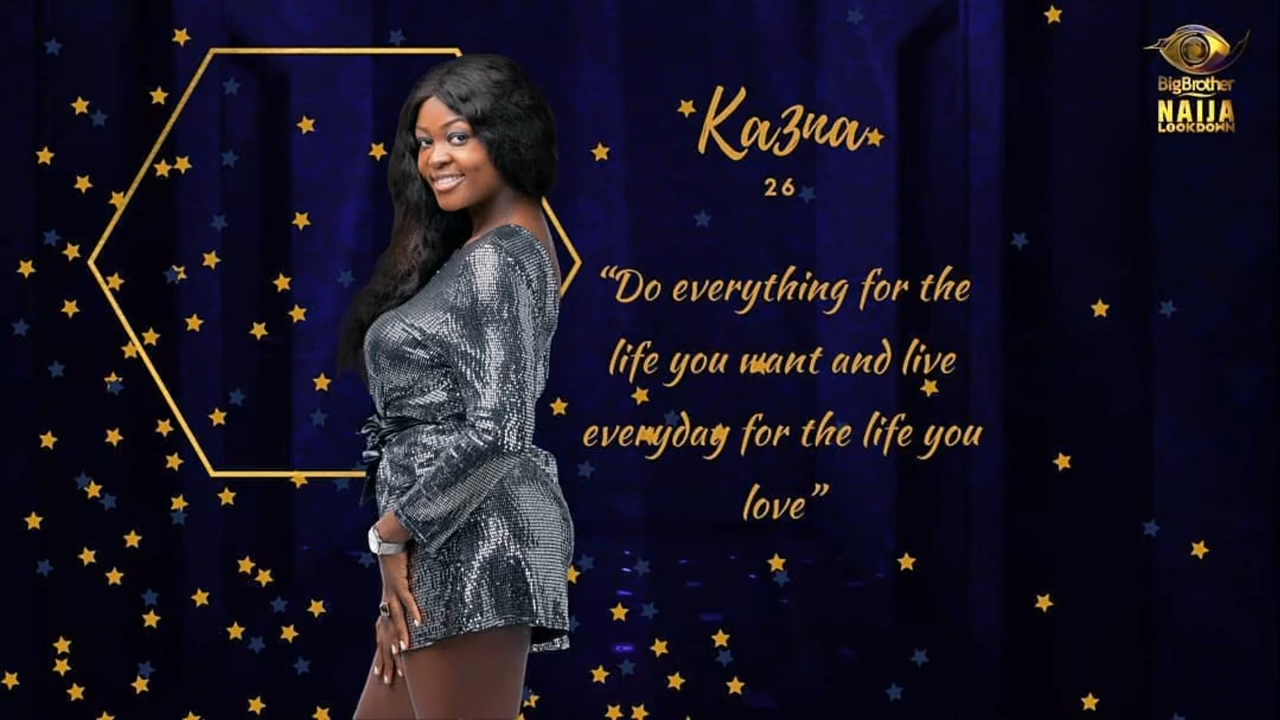 Ka3na
26
“Do everything for the
life you want and live
everyday for the life you
love”
BigBrother
NAIJA
LOCKDOWN